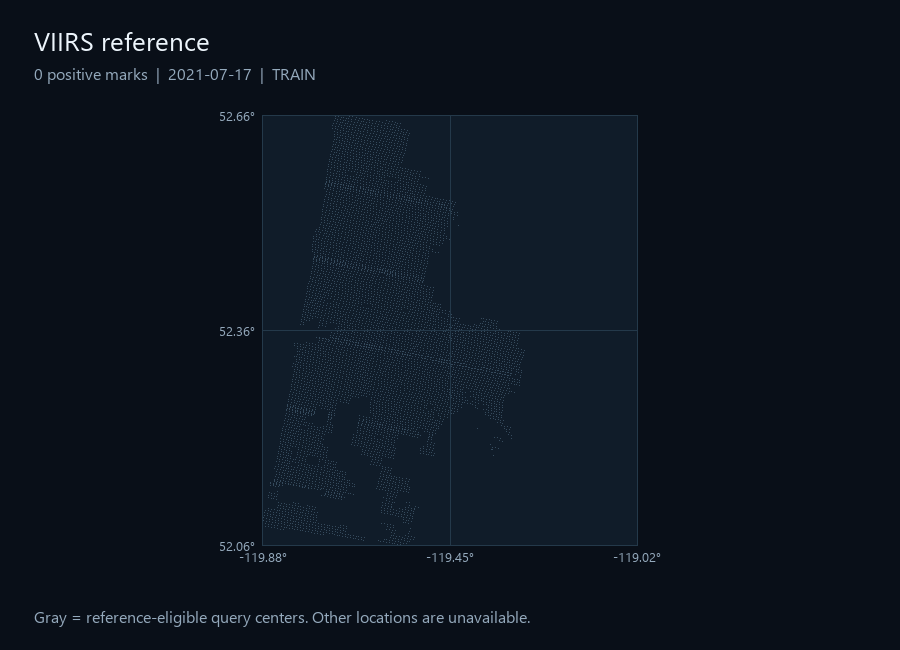 VIIRS reference
0 positive marks | 2021-07-17 | TRAIN
52.66°
52.36°
52.06°
-119.88°
-119.45°
-119.02°
Gray = reference-eligible query centers. Other locations are unavailable.